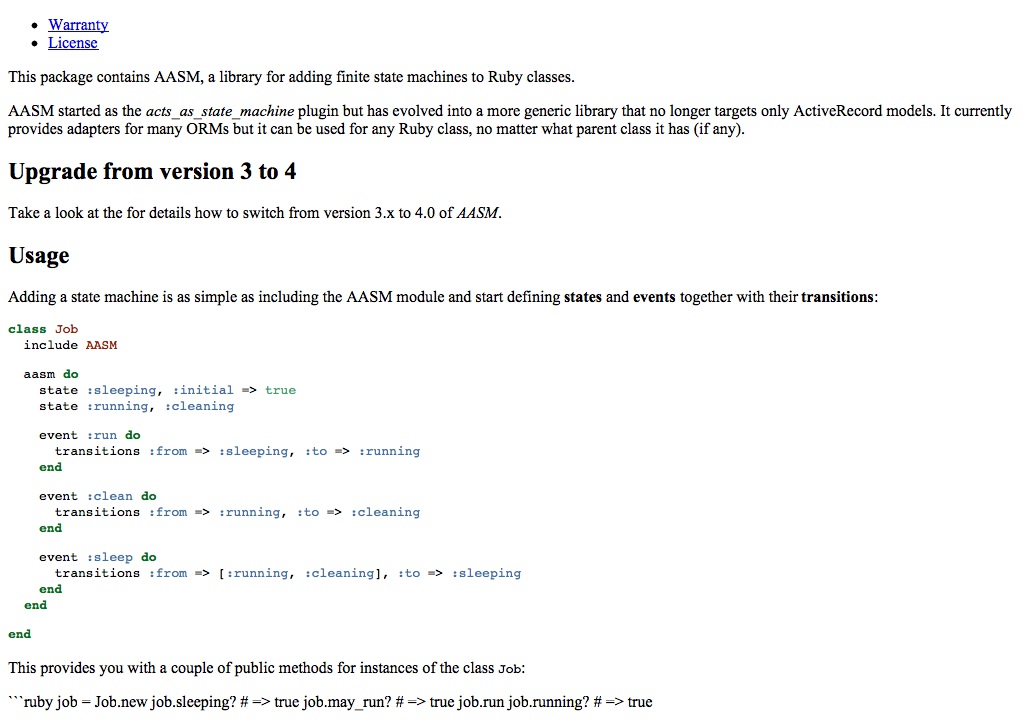 Warranty
License
This package contains AASM, a library for adding finite state machines to Ruby classes.
AASM started as the acts_as_state_machine plugin but has evolved into a more generic library that no longer targets only ActiveRecord models. It currently
provides adapters for many ORMs but it can be used for any Ruby class, no matter what parent class it has (if any).
Upgrade from version 3 to 4
Take a look at the for details how to switch from version 3.x to 4.0 of AASM.
Usage
Adding a state machine is as simple as including the AASM module and start defining states and events together with their transitions:
class Job
  include AASM
  aasm do
    state :sleeping, :initial => true
    state :running, :cleaning
    event :run do
      transitions :from => :sleeping, :to => :running
    end
    event :clean do
      transitions :from => :running, :to => :cleaning
    end
    event :sleep do
      transitions :from => [:running, :cleaning], :to => :sleeping
    end
  end
end
This provides you with a couple of public methods for instances of the class Job:
```ruby job = Job.new job.sleeping? # => true job.may_run? # => true job.run job.running? # => true